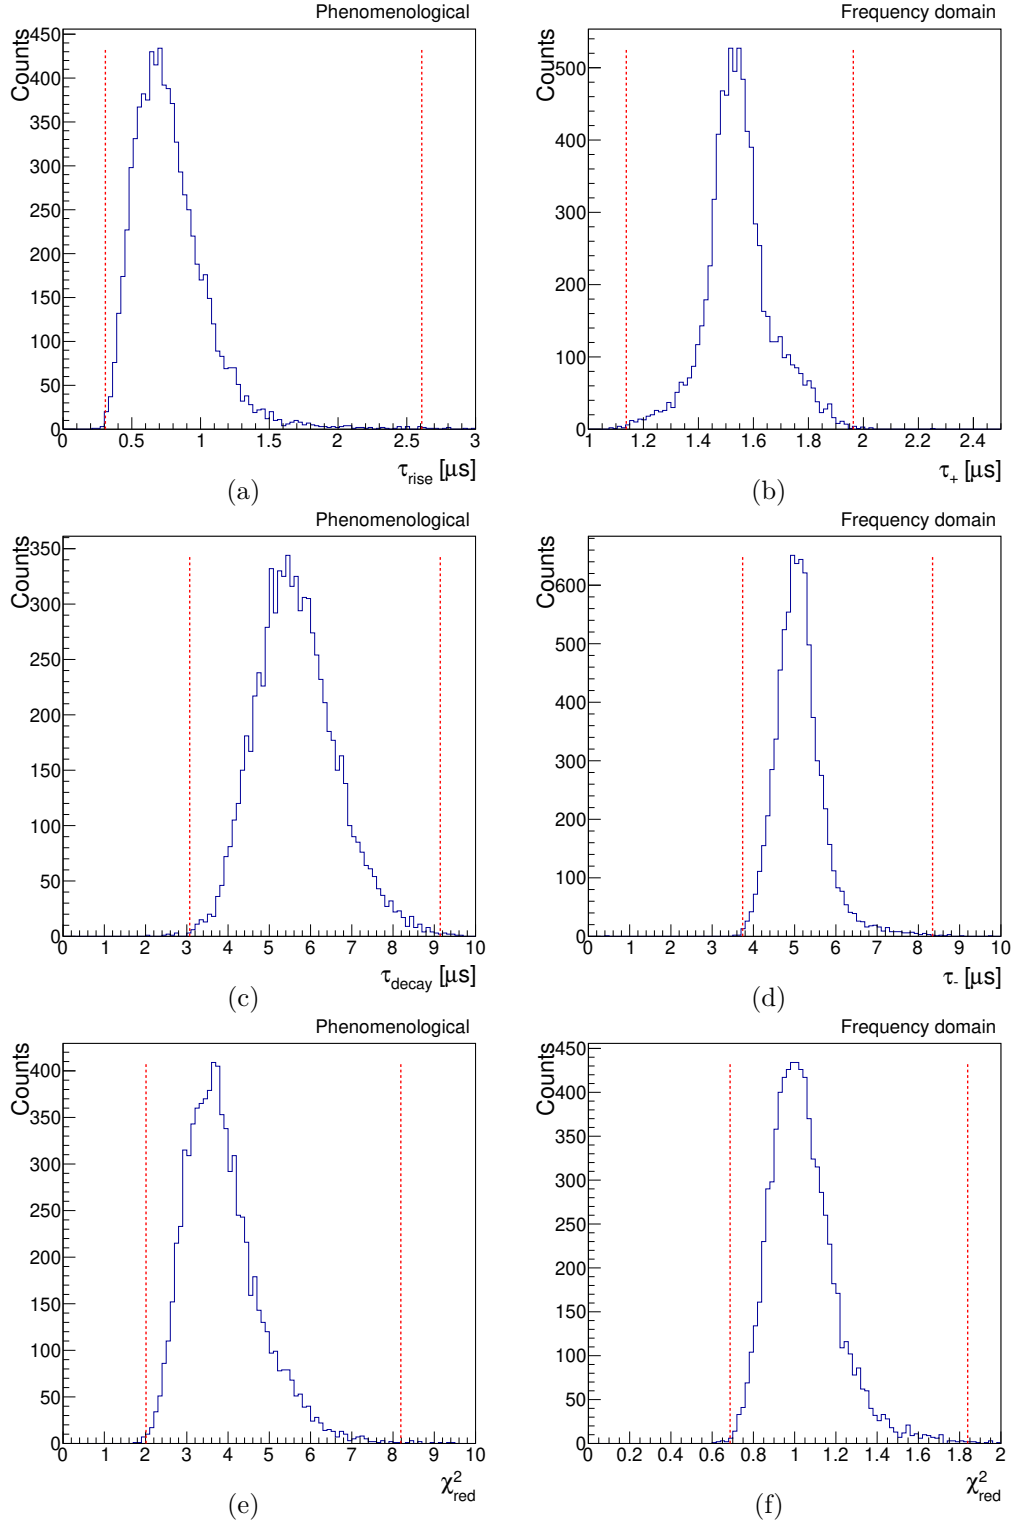 Phenomenological
Counts
450
400
350
300
250
200
150
100
50
0
0 0.5 1 1.5 2 2.5 3
τrise [μs]
(a)
Frequency domain
Counts
500
400
300
200
100
0
1 1.2 1.4 1.6 1.8 2 2.2 2.4
τ+ [μs]
(b)
Phenomenological
Counts
350
300
250
200
150
100
50
0
0 1 2 3 4 5 6 7 8 9 10
τdecay [μs]
(c)
Frequency domain
Counts
600
500
400
300
200
100
0
0 1 2 3 4 5 6 7 8 9 10
τ- [μs]
(d)
Phenomenological
Counts
400
350
300
250
200
150
100
50
0
0 1 2 3 4 5 6 7 8 9 10
χ²red
(e)
Frequency domain
Counts
450
400
350
300
250
200
150
100
50
0
0 0.2 0.4 0.6 0.8 1 1.2 1.4 1.6 1.8 2
χ²red
(f)